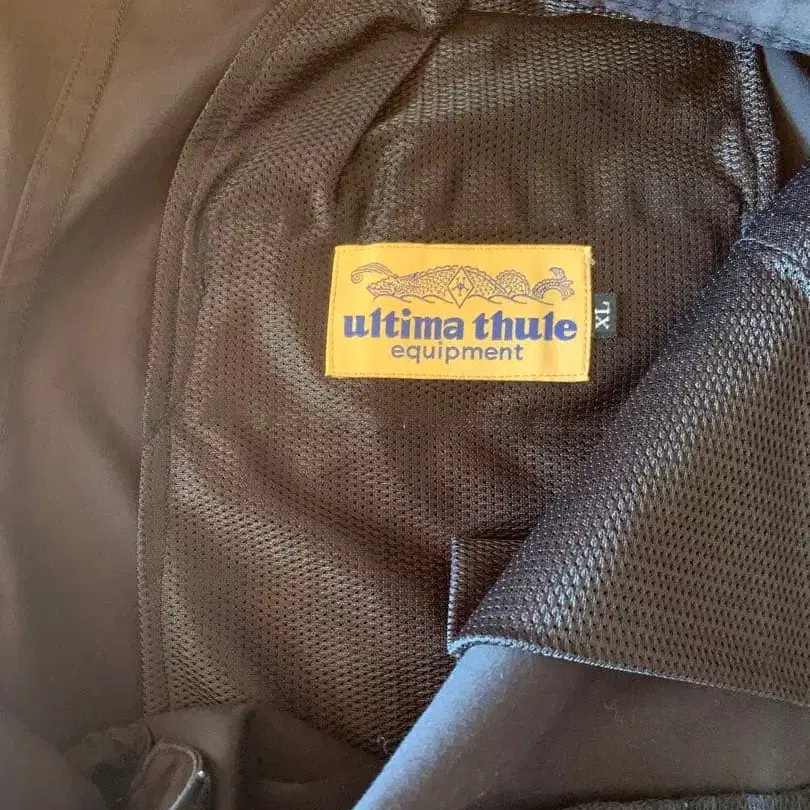 ultima thule
equipment
XL